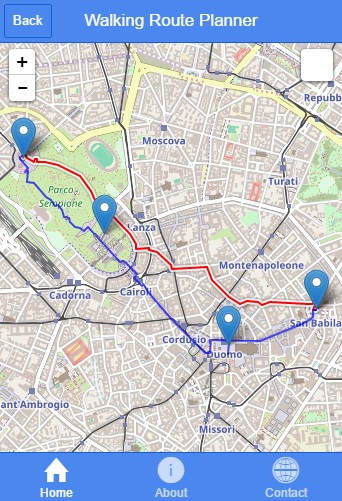 Back
Walking Route Planner
+
−
Repubb
Moscova
Turati
Parco
Sempione
Lanza
Montenapoleone
Cadorna
Cairoli
San Babila
Cordusio
Duomo
ant'Ambrogio
Missori
Home
i
About
Contact